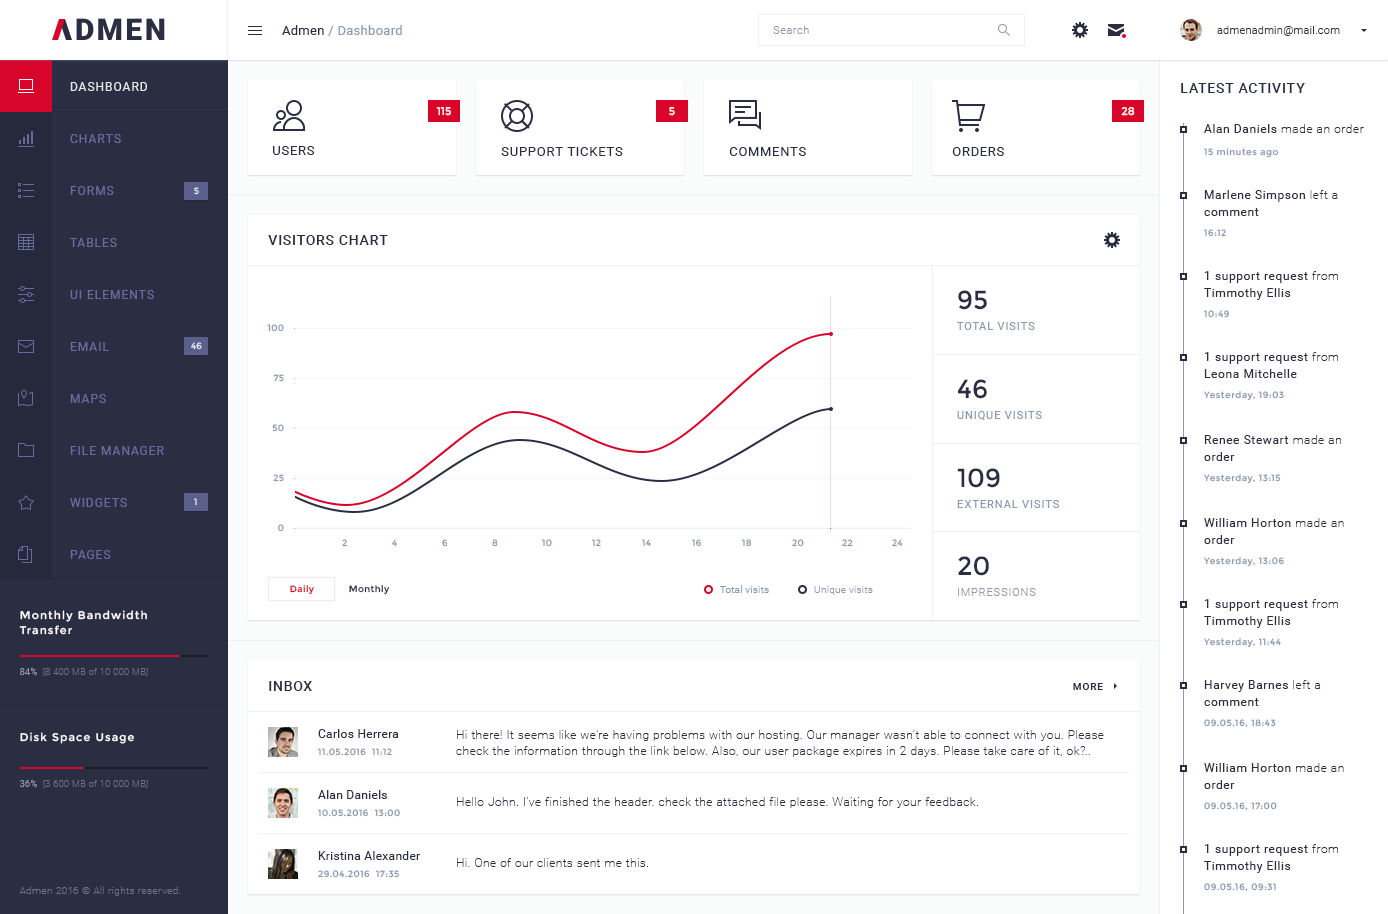 ADMEN
Admen / Dashboard
Search
admenadmin@mail.com
DASHBOARD
CHARTS
FORMS 5
TABLES
UI ELEMENTS
EMAIL 46
MAPS
FILE MANAGER
WIDGETS 1
PAGES
Monthly Bandwidth
Transfer
84% [8 400 MB of 10 000 MB]
Disk Space Usage
36% [3 600 MB of 10 000 MB]
Admen 2016 © All rights reserved.
115
USERS
5
SUPPORT TICKETS
COMMENTS
28
ORDERS
VISITORS CHART
100
75
50
25
0
2 4 6 8 10 12 14 16 18 20 22 24
Daily Monthly
Total visits Unique visits
95
TOTAL VISITS
46
UNIQUE VISITS
109
EXTERNAL VISITS
20
IMPRESSIONS
INBOX
MORE
Carlos Herrera
11.05.2016 11:12
Hi there! It seems like we're having problems with our hosting. Our manager wasn't able to connect with you. Please
check the information through the link below. Also, our user package expires in 2 days. Please take care of it, ok?..
Alan Daniels
10.05.2016 13:00
Hello John. I've finished the header. check the attached file please. Waiting for your feedback.
Kristina Alexander
29.04.2016 17:35
Hi. One of our clients sent me this.
LATEST ACTIVITY
Alan Daniels made an order
15 minutes ago
Marlene Simpson left a
comment
16:12
1 support request from
Timmothy Ellis
10:49
1 support request from
Leona Mitchelle
Yesterday, 19:03
Renee Stewart made an
order
Yesterday, 13:15
William Horton made an
order
Yesterday, 13:06
1 support request from
Timmothy Ellis
Yesterday, 11:44
Harvey Barnes left a
comment
09.05.16, 18:43
William Horton made an
order
09.05.16, 17:00
1 support request from
Timmothy Ellis
09.05.16, 09:31